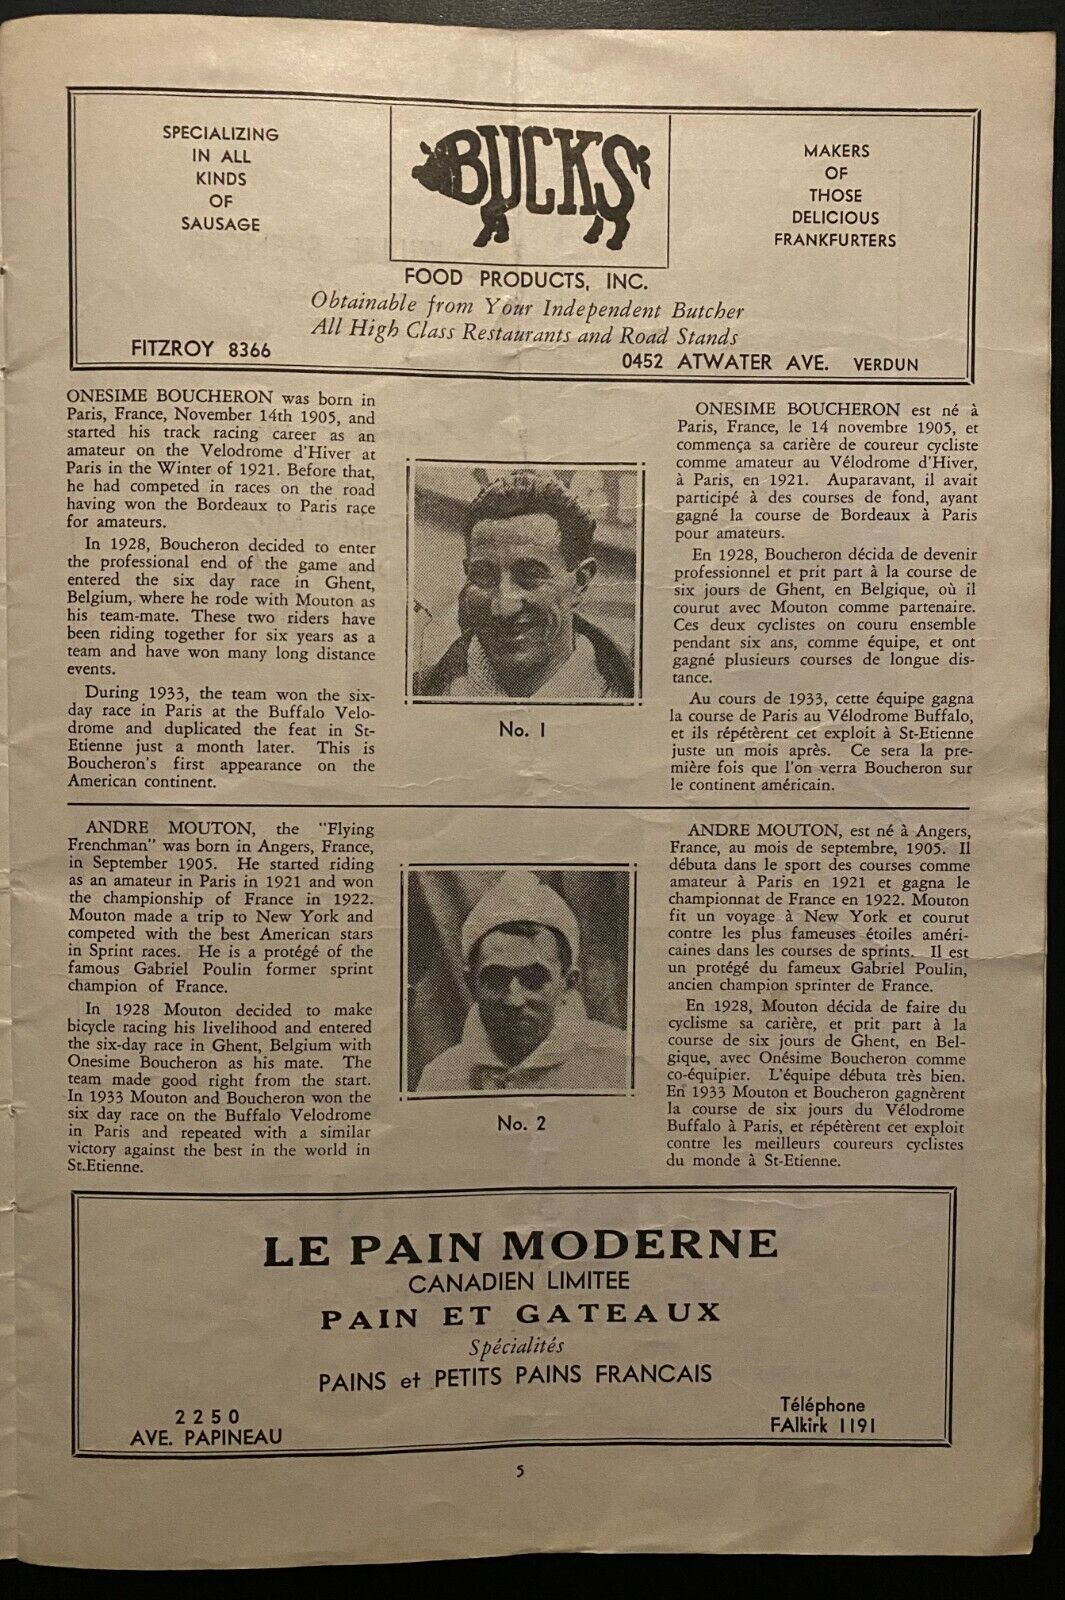 SPECIALIZING
IN ALL
KINDS
OF
SAUSAGE
BUCKS
FOOD PRODUCTS, INC.
MAKERS
OF
THOSE
DELICIOUS
FRANKFURTERS
Obtainable from Your Independent Butcher
All High Class Restaurants and Road Stands
FITZROY 8366
0452 ATWATER AVE. VERDUN
ONESIME BOUCHERON was born in
Paris, France, November 14th 1905, and
started his track racing career as an
amateur on the Velodrome d'Hiver at
Paris in the Winter of 1921. Before that,
he had competed in races on the road
having won the Bordeaux to Paris race
for amateurs.
In 1928, Boucheron decided to enter
the professional end of the game and
entered the six day race in Ghent,
Belgium, where he rode with Mouton as
his team-mate. These two riders have
been riding together for six years as a
team and have won many long distance
events.
During 1933, the team won the six-
day race in Paris at the Buffalo Velo-
drome and duplicated the feat in St-
Etienne just a month later. This is
Boucheron's first appearance on the
American continent.
No. 1
ONESIME BOUCHERON est né à
Paris, France, le 14 novembre 1905, et
commença sa carière de coureur cycliste
comme amateur au Vélodrome d'Hiver,
à Paris, en 1921. Auparavant, il avait
participé à des courses de fond, ayant
gagné la course de Bordeaux à Paris
pour amateurs.
En 1928, Boucheron décida de devenir
professionnel et prit part à la course de
six jours de Ghent, en Belgique, où il
courut avec Mouton comme partenaire.
Ces deux cyclistes on couru ensemble
pendant six ans, comme équipe, et ont
gagné plusieurs courses de longue dis-
tance.
Au cours de 1933, cette équipe gagna
la course de Paris au Vélodrome Buffalo,
et ils répétèrent cet exploit à St-Etienne
juste un mois après. Ce sera la pre-
mière fois que l'on verra Boucheron sur
le continent américain.
ANDRE MOUTON, the "Flying
Frenchman" was born in Angers, France,
in September 1905. He started riding
as an amateur in Paris in 1921 and won
the championship of France in 1922.
Mouton made a trip to New York and
competed with the best American stars
in Sprint races. He is a protégé of the
famous Gabriel Poulin former sprint
champion of France.
In 1928 Mouton decided to make
bicycle racing his livelihood and entered
the six-day race in Ghent, Belgium with
Onesime Boucheron as his mate. The
team made good right from the start.
In 1933 Mouton and Boucheron won the
six day race on the Buffalo Velodrome
in Paris and repeated with a similar
victory against the best in the world in
St.Etienne.
No. 2
ANDRE MOUTON, est né à Angers,
France, au mois de septembre, 1905. Il
débuta dans le sport des courses comme
amateur à Paris en 1921 et gagna le
championnat de France en 1922. Mouton
fit un voyage à New York et courut
contre les plus fameuses étoiles améri-
caines dans les courses de sprints. Il est
un protégé du fameux Gabriel Poulin,
ancien champion sprinter de France.
En 1928, Mouton décida de faire du
cyclisme sa carière, et prit part à la
course de six jours de Ghent, en Bel-
gique, avec Onésime Boucheron comme
co-équipier. L'équipe débuta très bien.
En 1933 Mouton et Boucheron gagnèrent
la course de six jours du Vélodrome
Buffalo à Paris, et répétèrent cet exploit
contre les meilleurs coureurs cyclistes
du monde à St-Etienne.
LE PAIN MODERNE
CANADIEN LIMITEE
PAIN ET GATEAUX
Spécialités
PAINS et PETITS PAINS FRANCAIS
2250
AVE. PAPINEAU
Téléphone
FAlkirk 1191
5